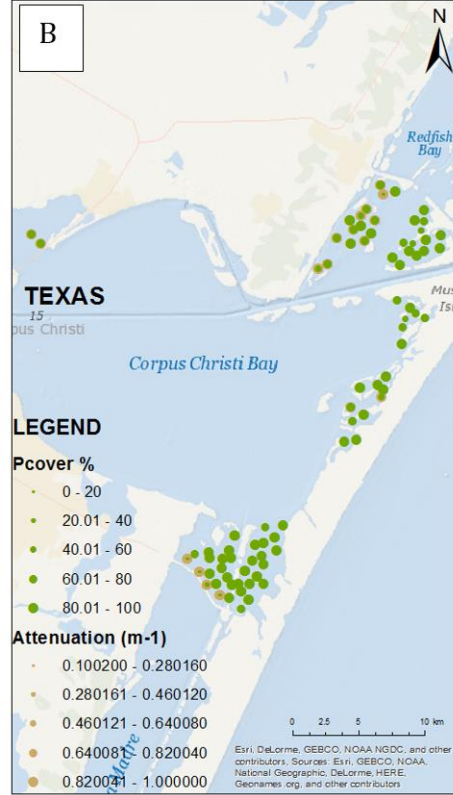 B
N
Redfish
Bay
TEXAS
15
pus Christi
Mus
Isl
Corpus Christi Bay
LEGEND
Pcover %
0 - 20
20.01 - 40
40.01 - 60
60.01 - 80
80.01 - 100
Attenuation (m-1)
0.100200 - 0.280160
0.280161 - 0.460120
0.460121 - 0.640080
0.640081 - 0.820040
0.820041 - 1.000000
Madre
0 2.5 5 10 km
Esri, DeLorme, GEBCO, NOAA NGDC, and other
contributors, Sources: Esri, GEBCO, NOAA,
National Geographic, DeLorme, HERE,
Geonames.org, and other contributors